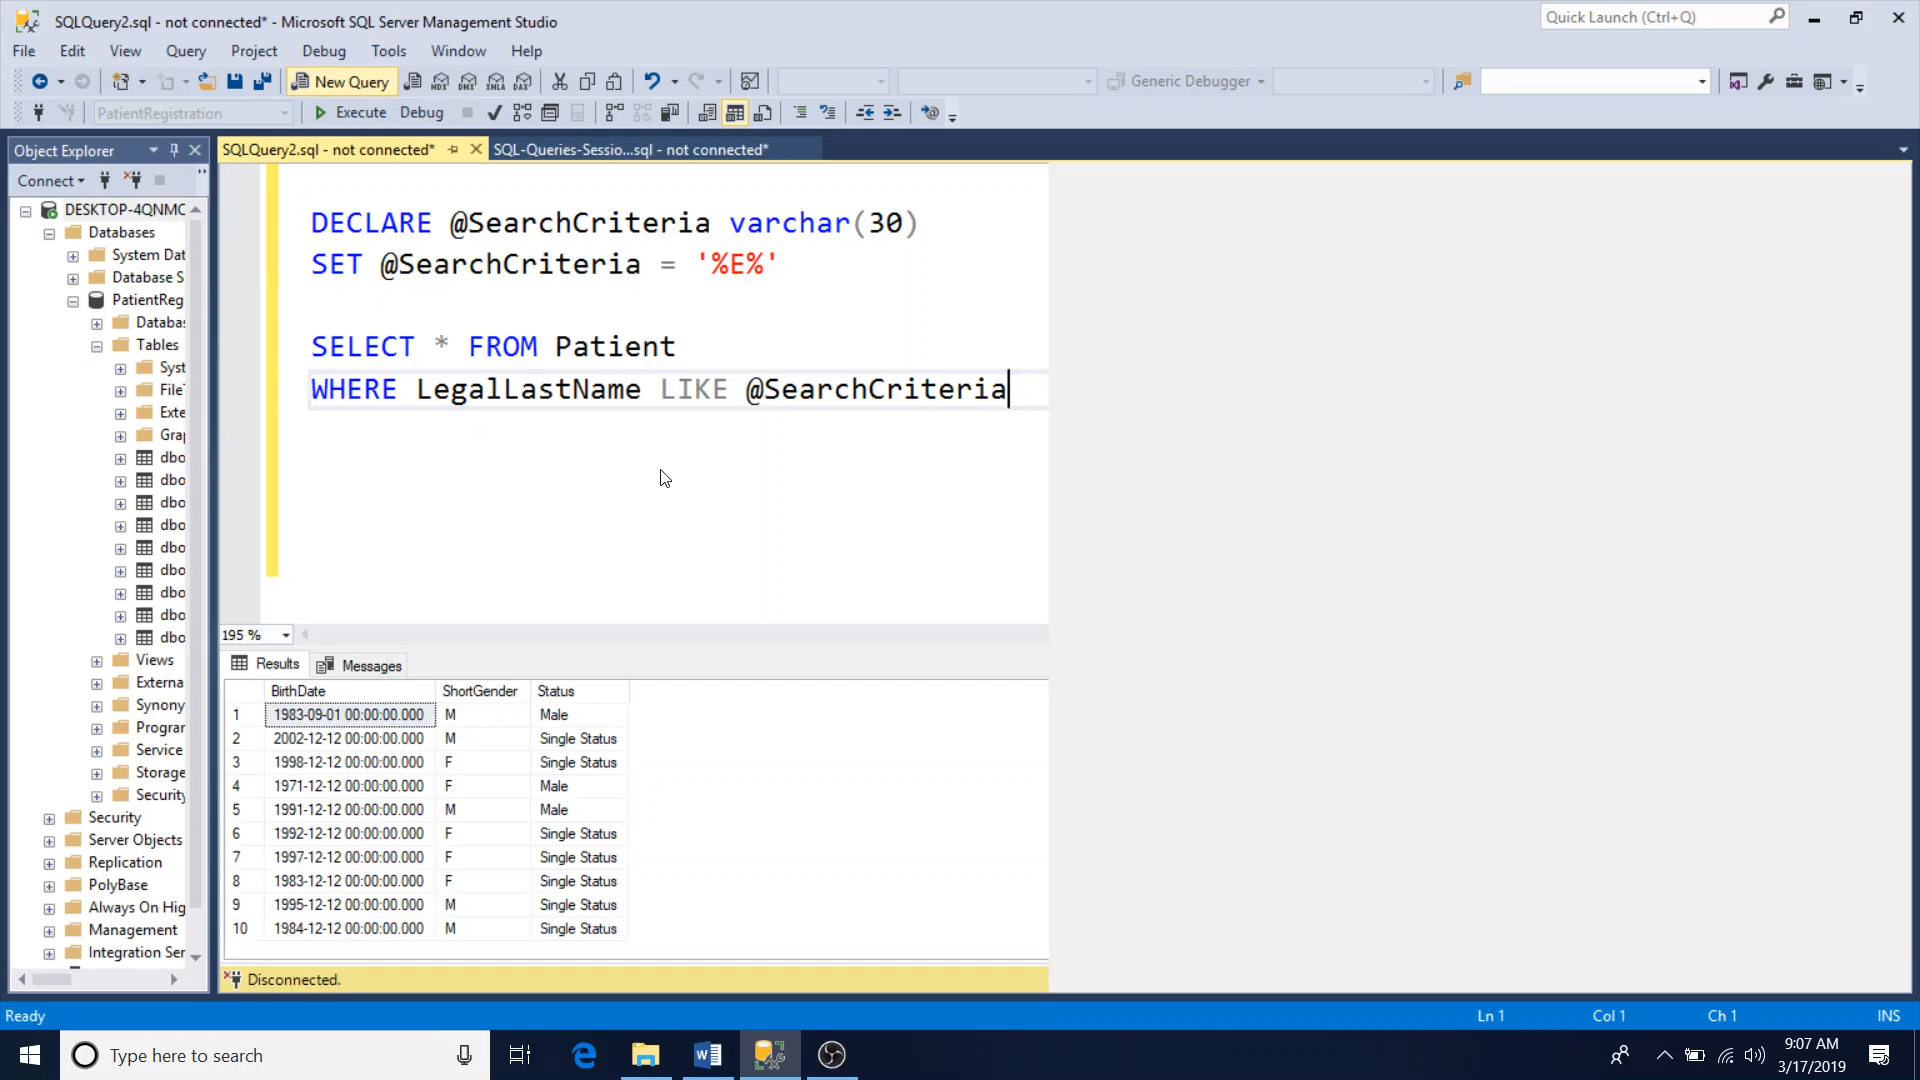 SQLQuery2.sql - not connected* - Microsoft SQL Server Management Studio
Quick Launch (Ctrl+Q)
File Edit View Query Project Debug Tools Window Help
New Query MDX DMX XMLA DAX Generic Debugger
PatientRegistration Execute Debug
Object Explorer
SQLQuery2.sql - not connected*
SQL-Queries-Sessio...sql - not connected*
Connect
DESKTOP-4QNMC
Databases
System Dat
Database S
PatientReg
Databa
Tables
Syst
FileT
Exte
Grap
dbo
dbo
dbo
dbo
dbo
dbo
dbo
dbo
dbo
Views
Externa
Synony
Progran
Service
Storage
Security
Security
Server Objects
Replication
PolyBase
Always On Hig
Management
Integration Ser
DECLARE @SearchCriteria varchar(30)
SET @SearchCriteria = '%E%'
SELECT * FROM Patient
WHERE LegalLastName LIKE @SearchCriteria
195 %
Results Messages
BirthDate ShortGender Status
1 1983-09-01 00:00:00.000 M Male
2 2002-12-12 00:00:00.000 M Single Status
3 1998-12-12 00:00:00.000 F Single Status
4 1971-12-12 00:00:00.000 F Male
5 1991-12-12 00:00:00.000 M Male
6 1992-12-12 00:00:00.000 F Single Status
7 1997-12-12 00:00:00.000 F Single Status
8 1983-12-12 00:00:00.000 F Single Status
9 1995-12-12 00:00:00.000 M Single Status
10 1984-12-12 00:00:00.000 M Single Status
Disconnected.
Ready Ln 1 Col 1 Ch 1 INS
Type here to search
9:07 AM
3/17/2019